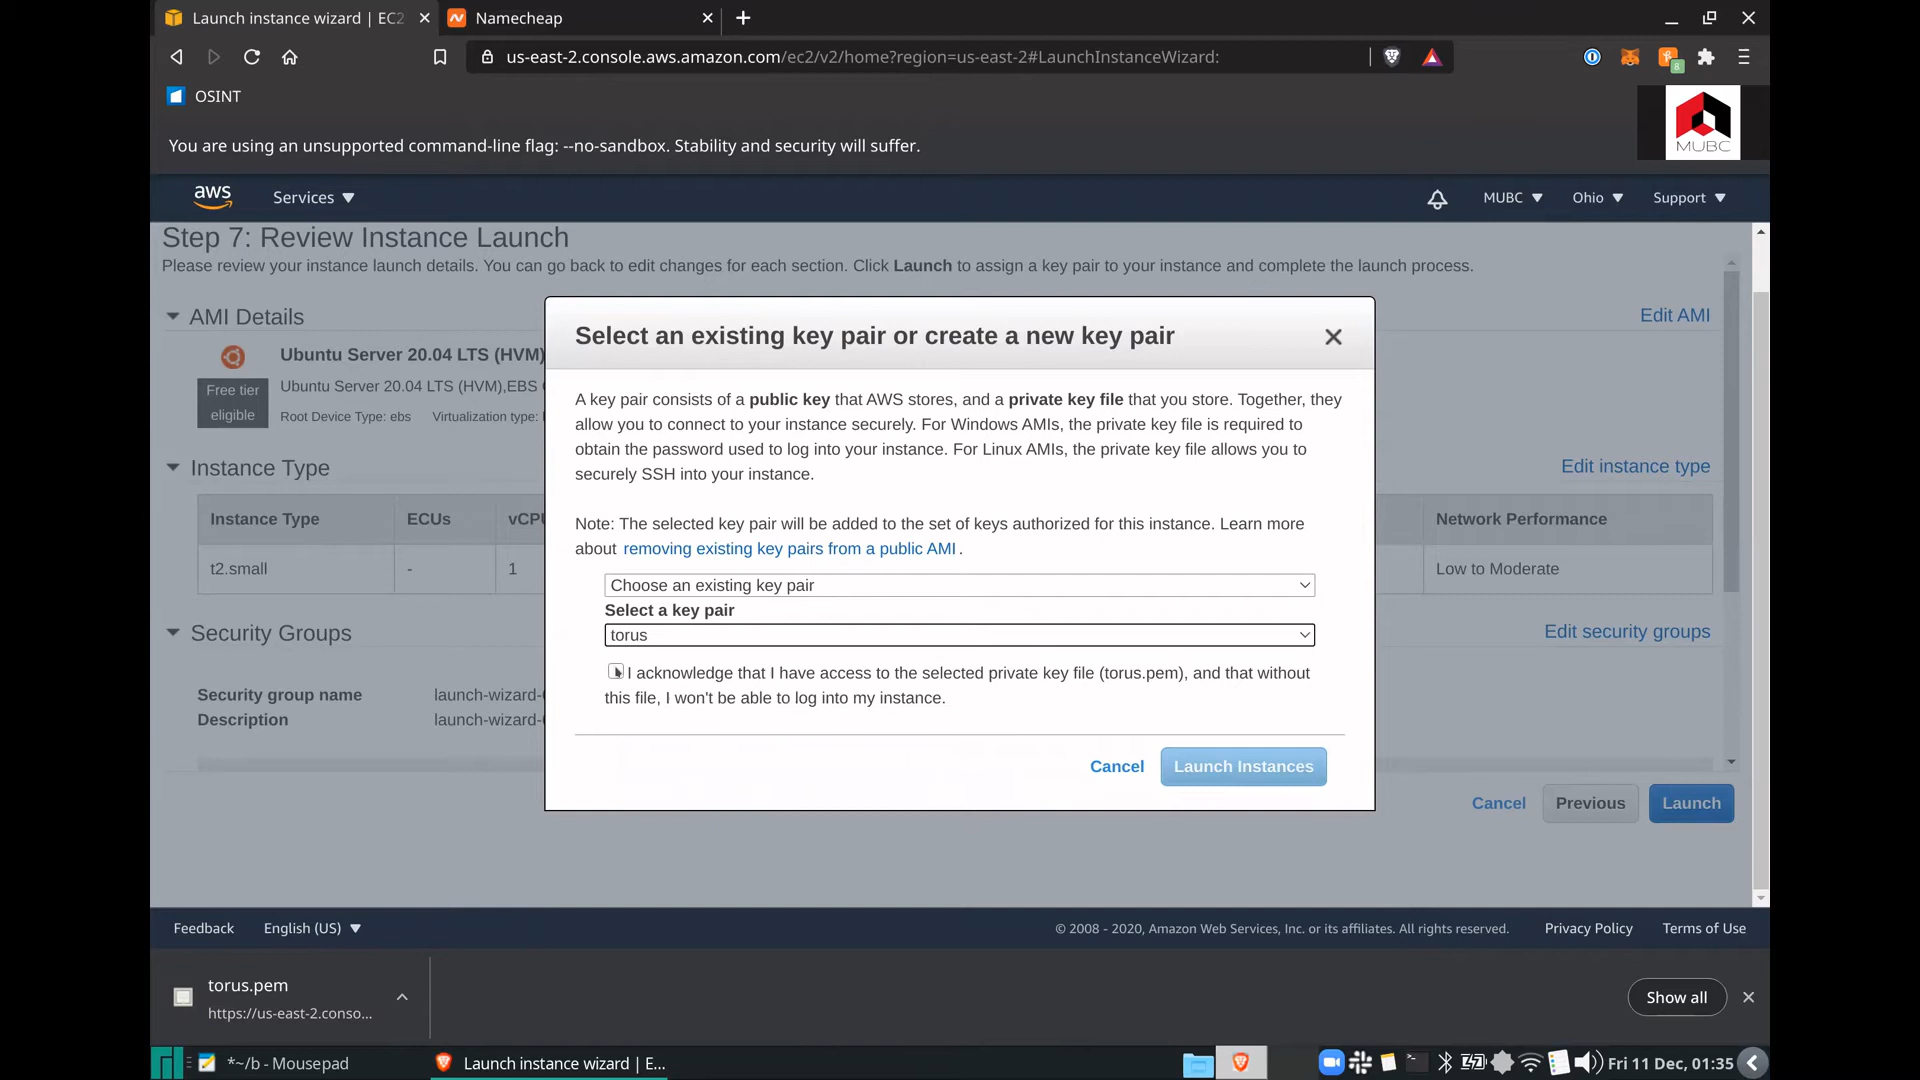 Launch instance wizard | EC2
Namecheap
us-east-2.console.aws.amazon.com/ec2/v2/home?region=us-east-2#LaunchInstanceWizard:
8
OSINT
You are using an unsupported command-line flag: --no-sandbox. Stability and security will suffer.
MUBC
aws
Services
MUBC
Ohio
Support
Step 7: Review Instance Launch
Please review your instance launch details. You can go back to edit changes for each section. Click Launch to assign a key pair to your instance and complete the launch process.
AMI Details
Edit AMI
Ubuntu Server 20.04 LTS (HVM)
Free tier
eligible
Ubuntu Server 20.04 LTS (HVM),EBS
Root Device Type: ebs Virtualization type:
Instance Type
Edit instance type
Instance Type
ECUs
vCPU
Network Performance
t2.small
-
1
Low to Moderate
Security Groups
Edit security groups
Security group name
launch-wizard-
Description
launch-wizard-
Select an existing key pair or create a new key pair
A key pair consists of a public key that AWS stores, and a private key file that you store. Together, they
allow you to connect to your instance securely. For Windows AMIs, the private key file is required to
obtain the password used to log into your instance. For Linux AMIs, the private key file allows you to
securely SSH into your instance.
Note: The selected key pair will be added to the set of keys authorized for this instance. Learn more
about removing existing key pairs from a public AMI.
Choose an existing key pair
Select a key pair
torus
I acknowledge that I have access to the selected private key file (torus.pem), and that without
this file, I won't be able to log into my instance.
Cancel
Launch Instances
Cancel
Previous
Launch
Feedback
English (US)
© 2008 - 2020, Amazon Web Services, Inc. or its affiliates. All rights reserved.
Privacy Policy
Terms of Use
torus.pem
https://us-east-2.conso...
Show all
*~/b - Mousepad
Launch instance wizard | E...
Fri 11 Dec, 01:35